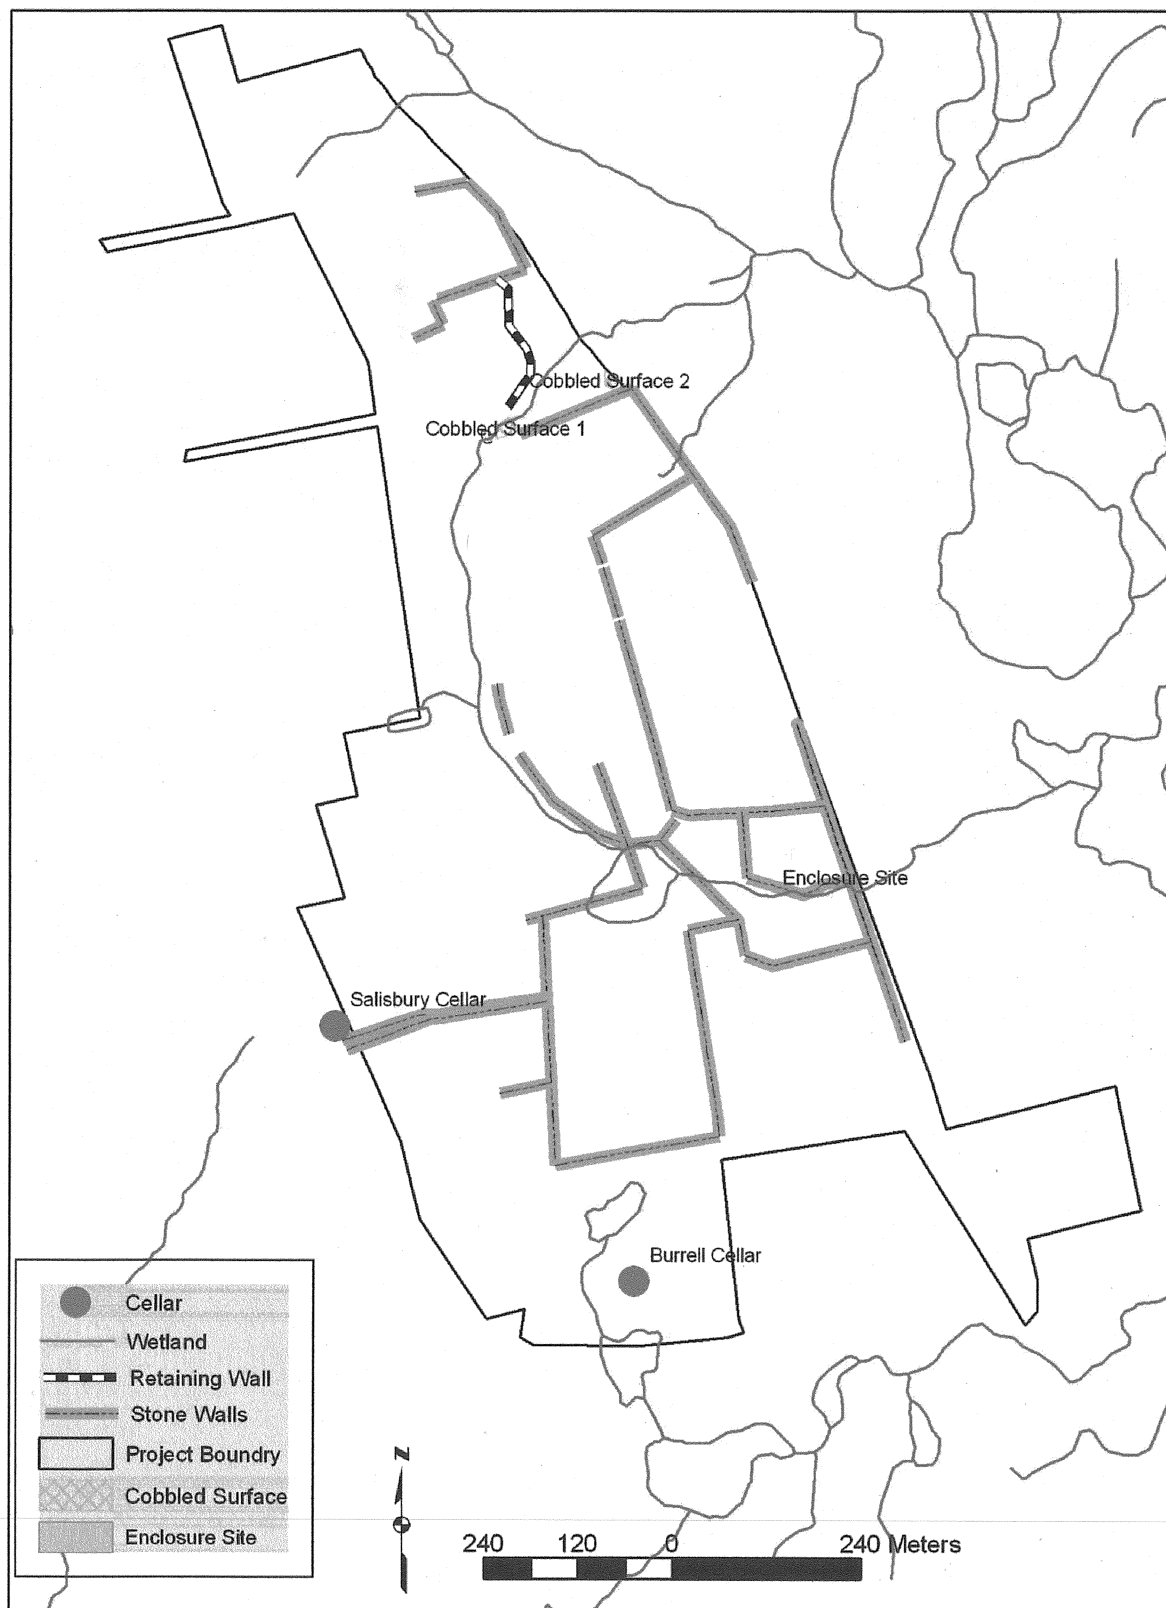 Cobbled Surface 2
Cobbled Surface 1
Enclosure Site
Salisbury Cellar
Burrell Cellar
Cellar
Wetland
Retaining Wall
Stone Walls
Project Boundry
Cobbled Surface
Enclosure Site
N
240 120 0 240 Meters